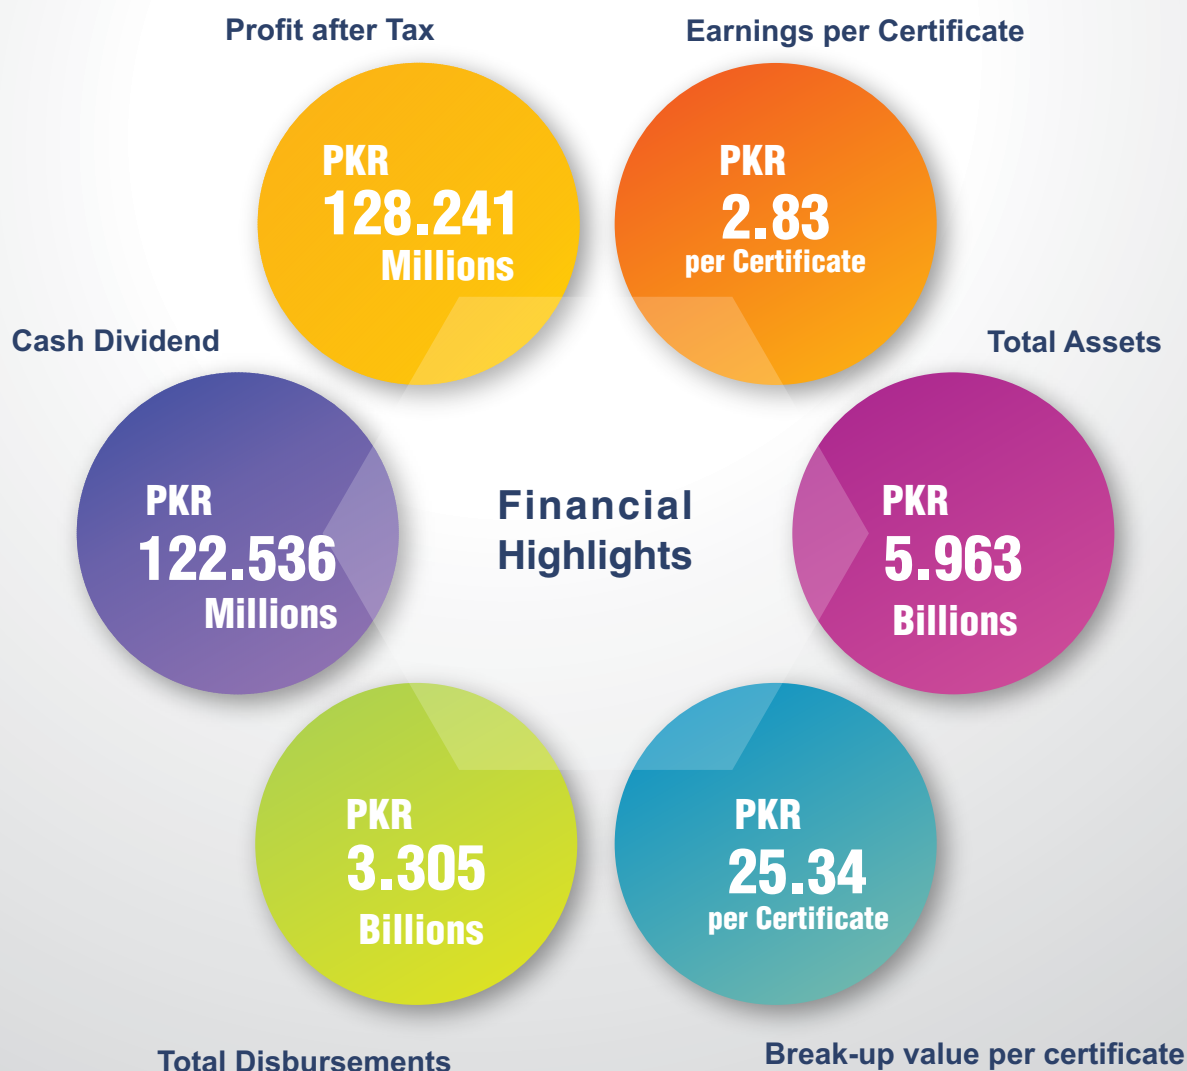 Profit after Tax
PKR
128.241
Millions
Earnings per Certificate
PKR
2.83
per Certificate
Cash Dividend
PKR
122.536
Millions
Financial
Highlights
Total Assets
PKR
5.963
Billions
PKR
3.305
Billions
Total Disbursements
PKR
25.34
per Certificate
Break-up value per certificate